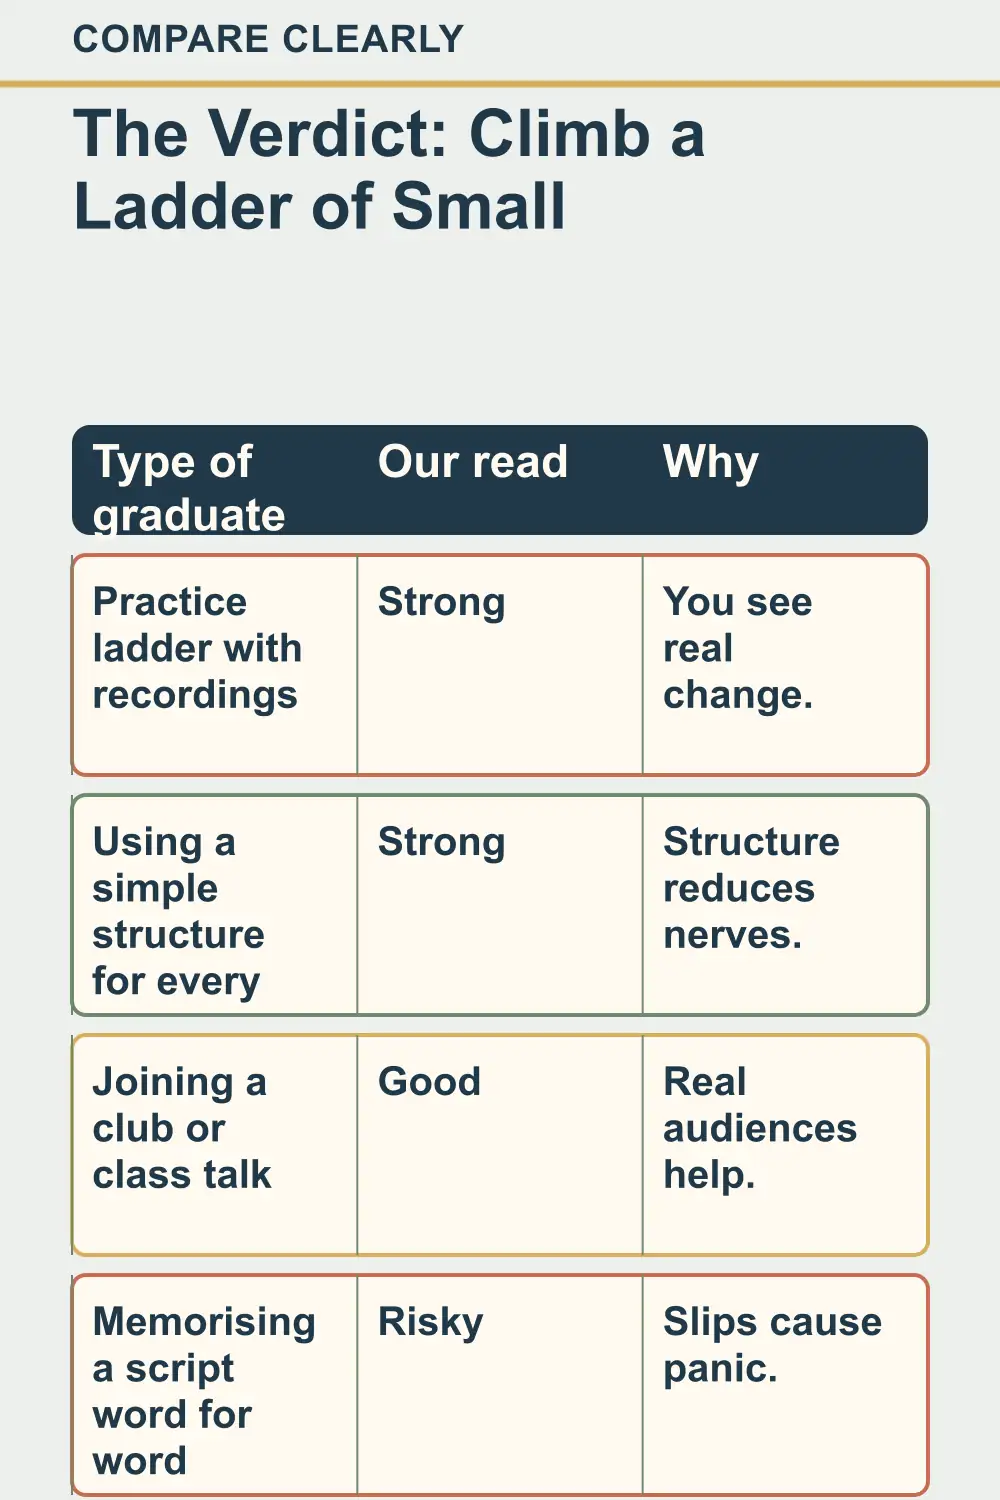 COMPARE CLEARLY
The Verdict: Climb a
Ladder of Small
Type of
graduate
Our read
Why
Practice
ladder with
recordings
Strong
You see
real
change.
Using a
simple
structure
for every
Strong
Structure
reduces
nerves.
Joining a
club or
class talk
Good
Real
audiences
help.
Memorising
a script
word for
word
Risky
Slips cause
panic.